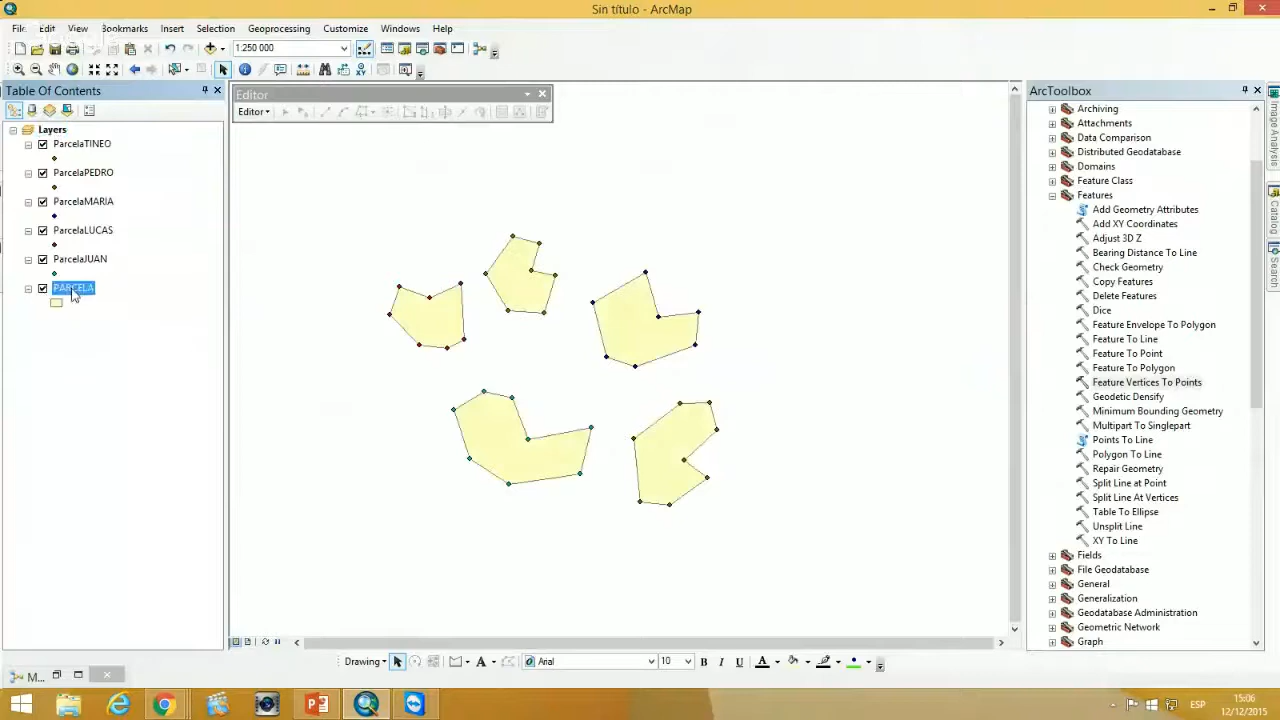 Sin título - ArcMap
File Edit View Bookmarks Insert Selection Geoprocessing Customize Windows Help
1:250 000
Table Of Contents
Layers
ParcelaTINEO
ParcelaPEDRO
ParcelaMARIA
ParcelaLUCAS
ParcelaJUAN
PARCELA
Editor
Editor
ArcToolbox
Archiving
Attachments
Data Comparison
Distributed Geodatabase
Domains
Feature Class
Features
Add Geometry Attributes
Add XY Coordinates
Adjust 3D Z
Bearing Distance To Line
Check Geometry
Copy Features
Delete Features
Dice
Feature Envelope To Polygon
Feature To Line
Feature To Point
Feature To Polygon
Feature Vertices To Points
Geodetic Densify
Minimum Bounding Geometry
Multipart To Singlepart
Points To Line
Polygon To Line
Repair Geometry
Split Line at Point
Split Line At Vertices
Table To Ellipse
Unsplit Line
XY To Line
Fields
File Geodatabase
General
Generalization
Geodatabase Administration
Geometric Network
Graph
Image Analysis
Catalog
Search
M...
Drawing
Arial
10
B I U A
ESP
15:06
12/12/2015